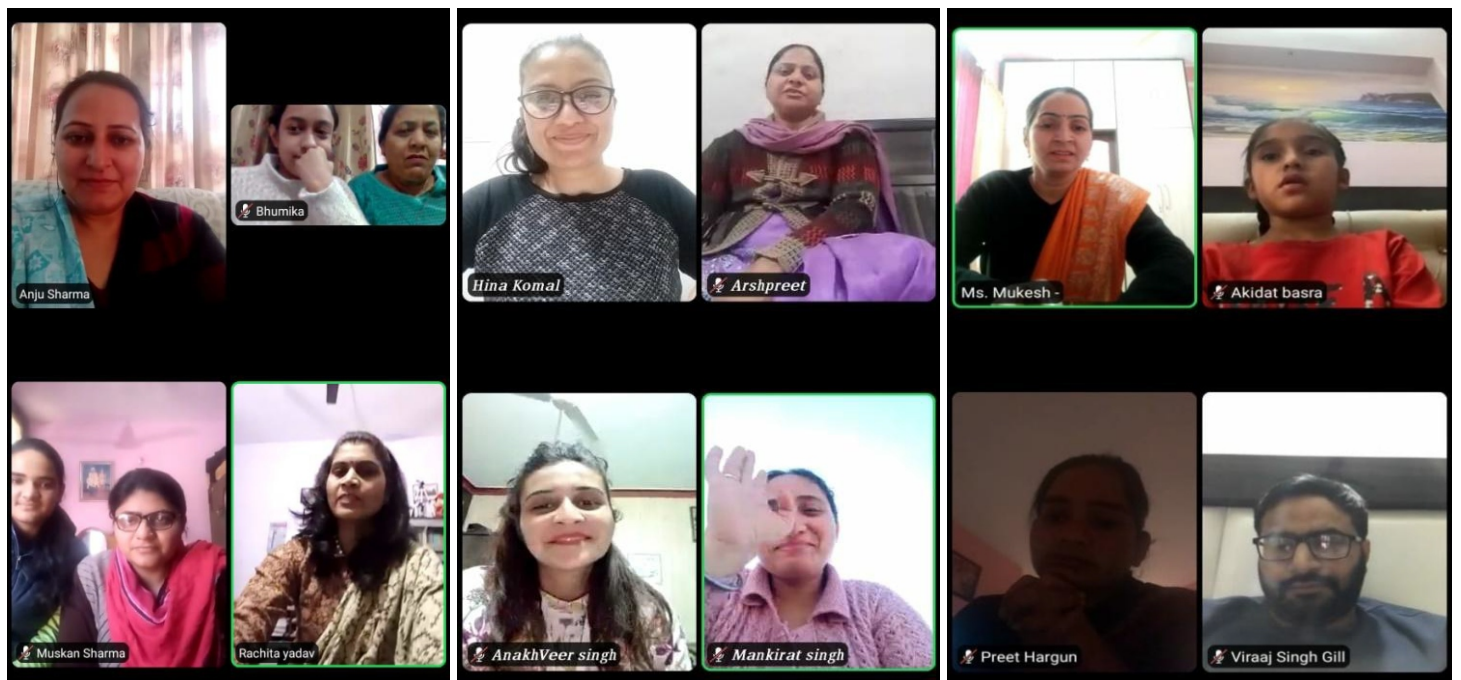 Anju Sharma
Bhumika
Muskan Sharma
Rachita yadav
Hina Komal
Arshpreet
AnakhVeer singh
Mankirat singh
Ms. Mukesh -
Akidat basra
Preet Hargun
Viraaj Singh Gill